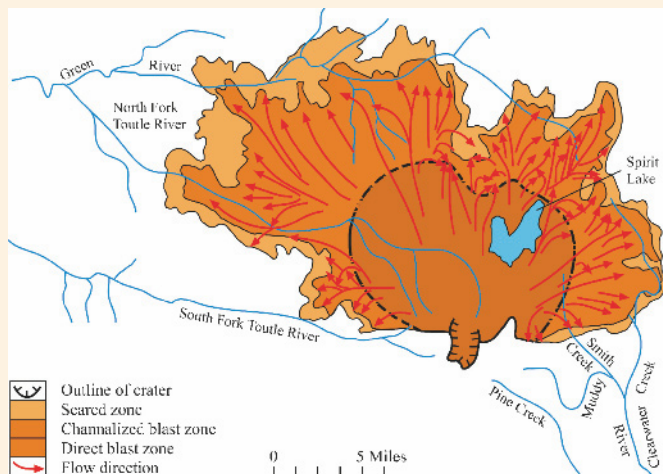 Green
River
North Fork
Toutle River
Spirit
Lake
South Fork Toutle River
Smith
Creek
Muddy
River
Pine Creek
Clearwater Creek
Outline of crater
Scared zone
Channalized blast zone
Direct blast zone
Flow direction
0 5 Miles